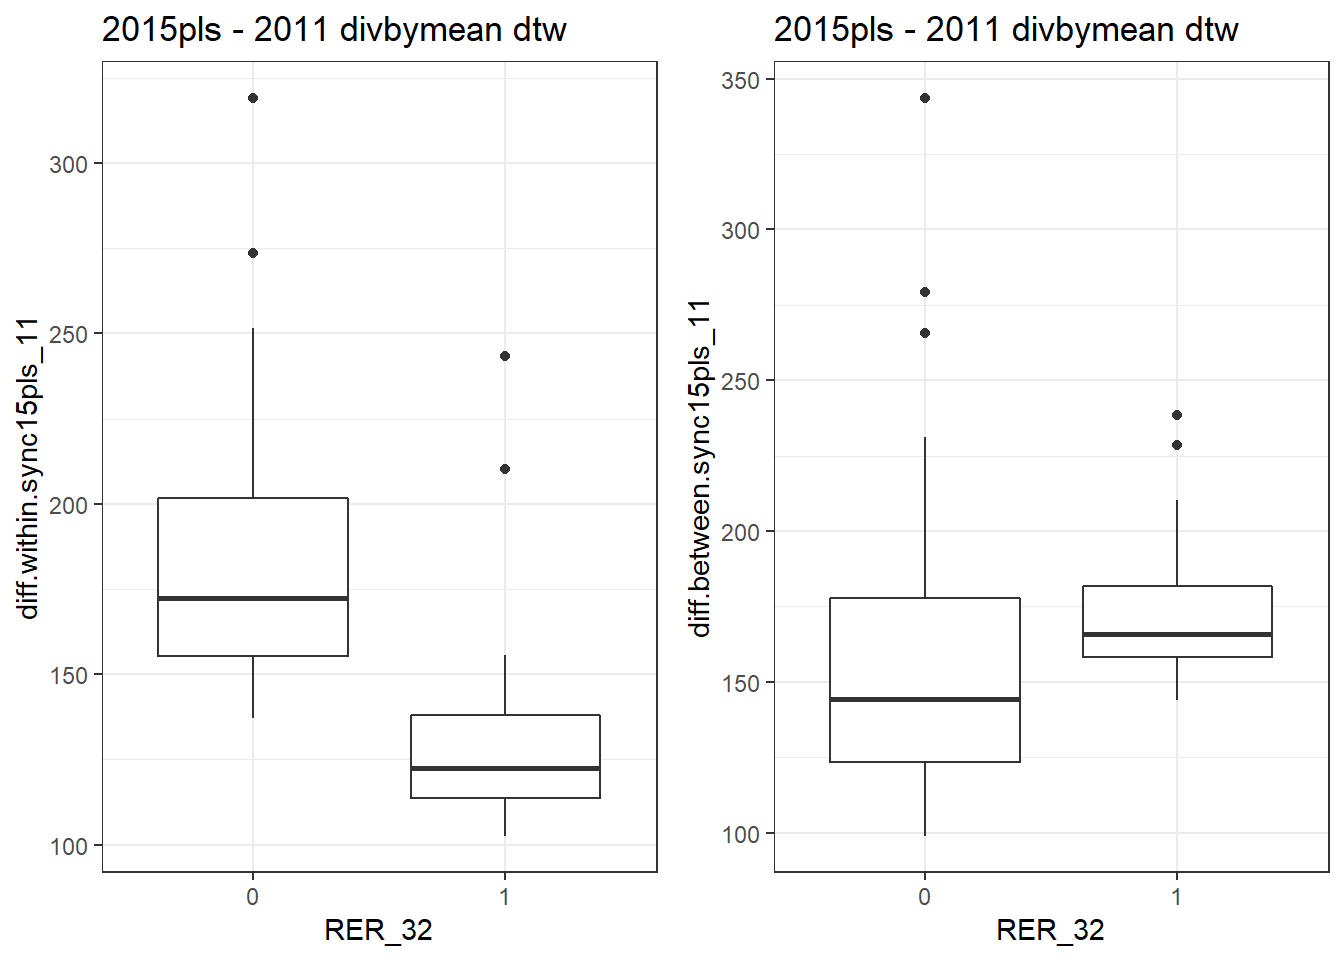 2015pls - 2011 divbymean dtw
diff.within.sync15pls_11
300
250
200
150
100
0
1
RER_32
2015pls - 2011 divbymean dtw
diff.between.sync15pls_11
350
300
250
200
150
100
0
1
RER_32